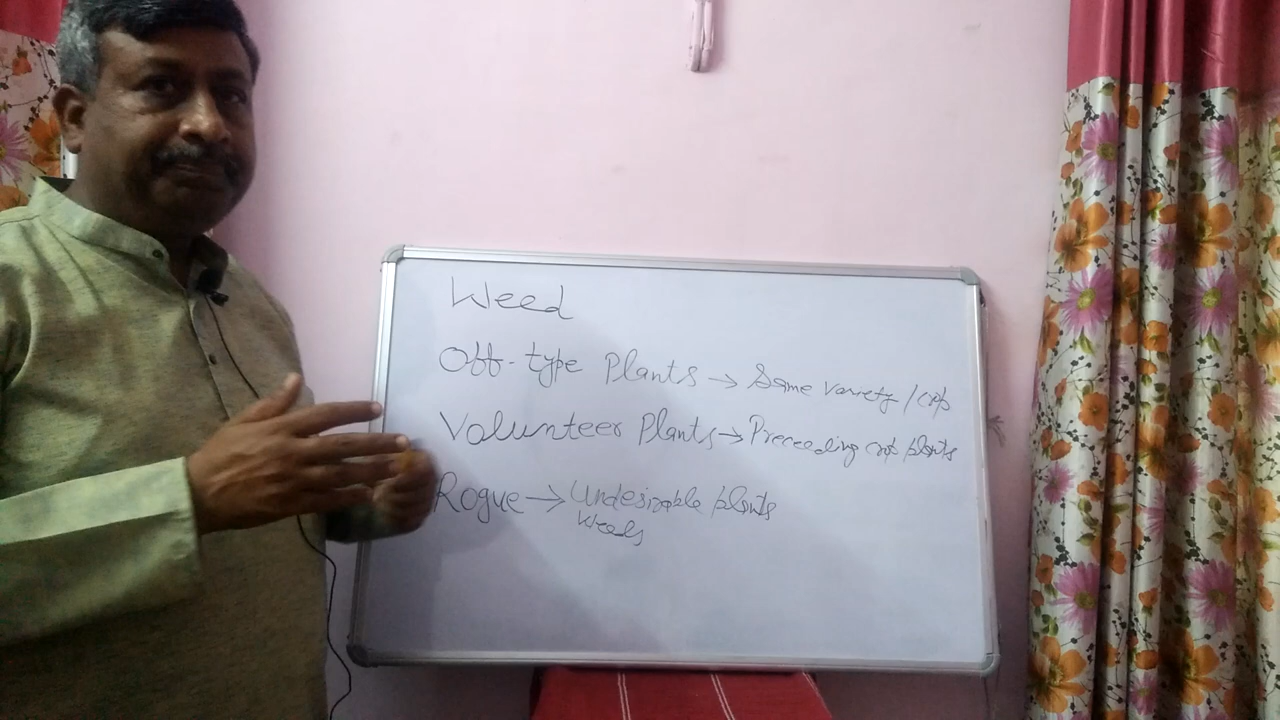 Weed
Off-type Plants → Same variety / crop
Volunteer Plants → Preceeding crop plants
Rogue → Undesirable plants
Weeds